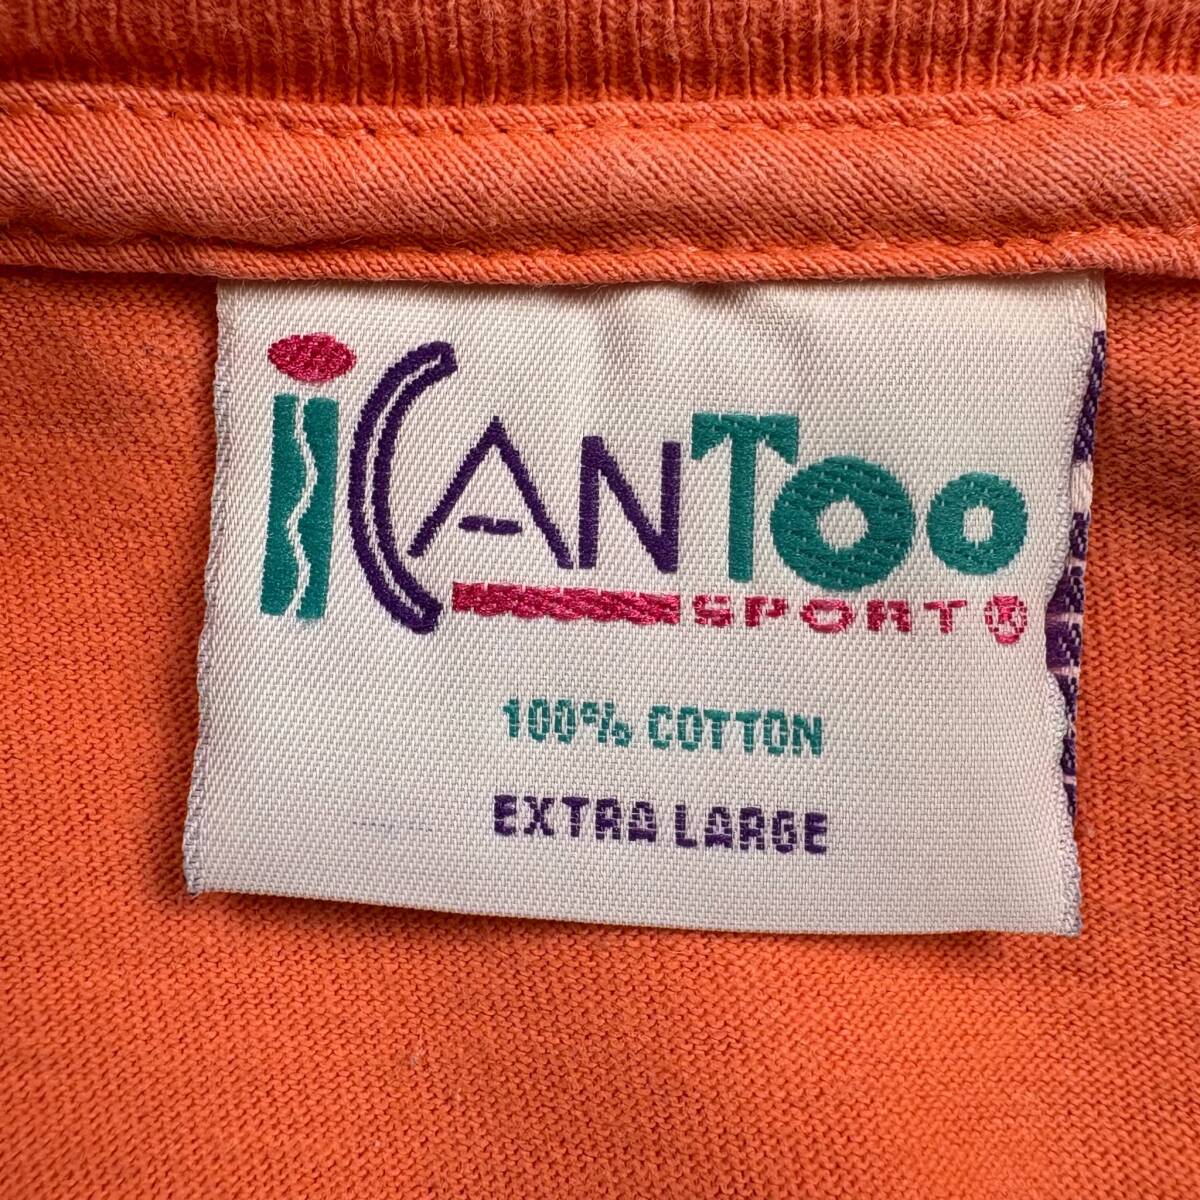 iCANTOO
SPORT®
100% COTTON
EXTRA LARGE